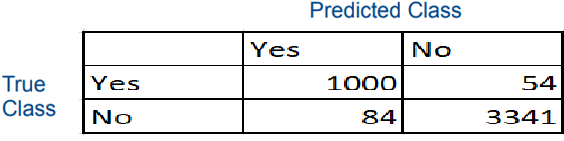 Predicted Class
Yes No
True Yes 1000 54
Class No 84 3341